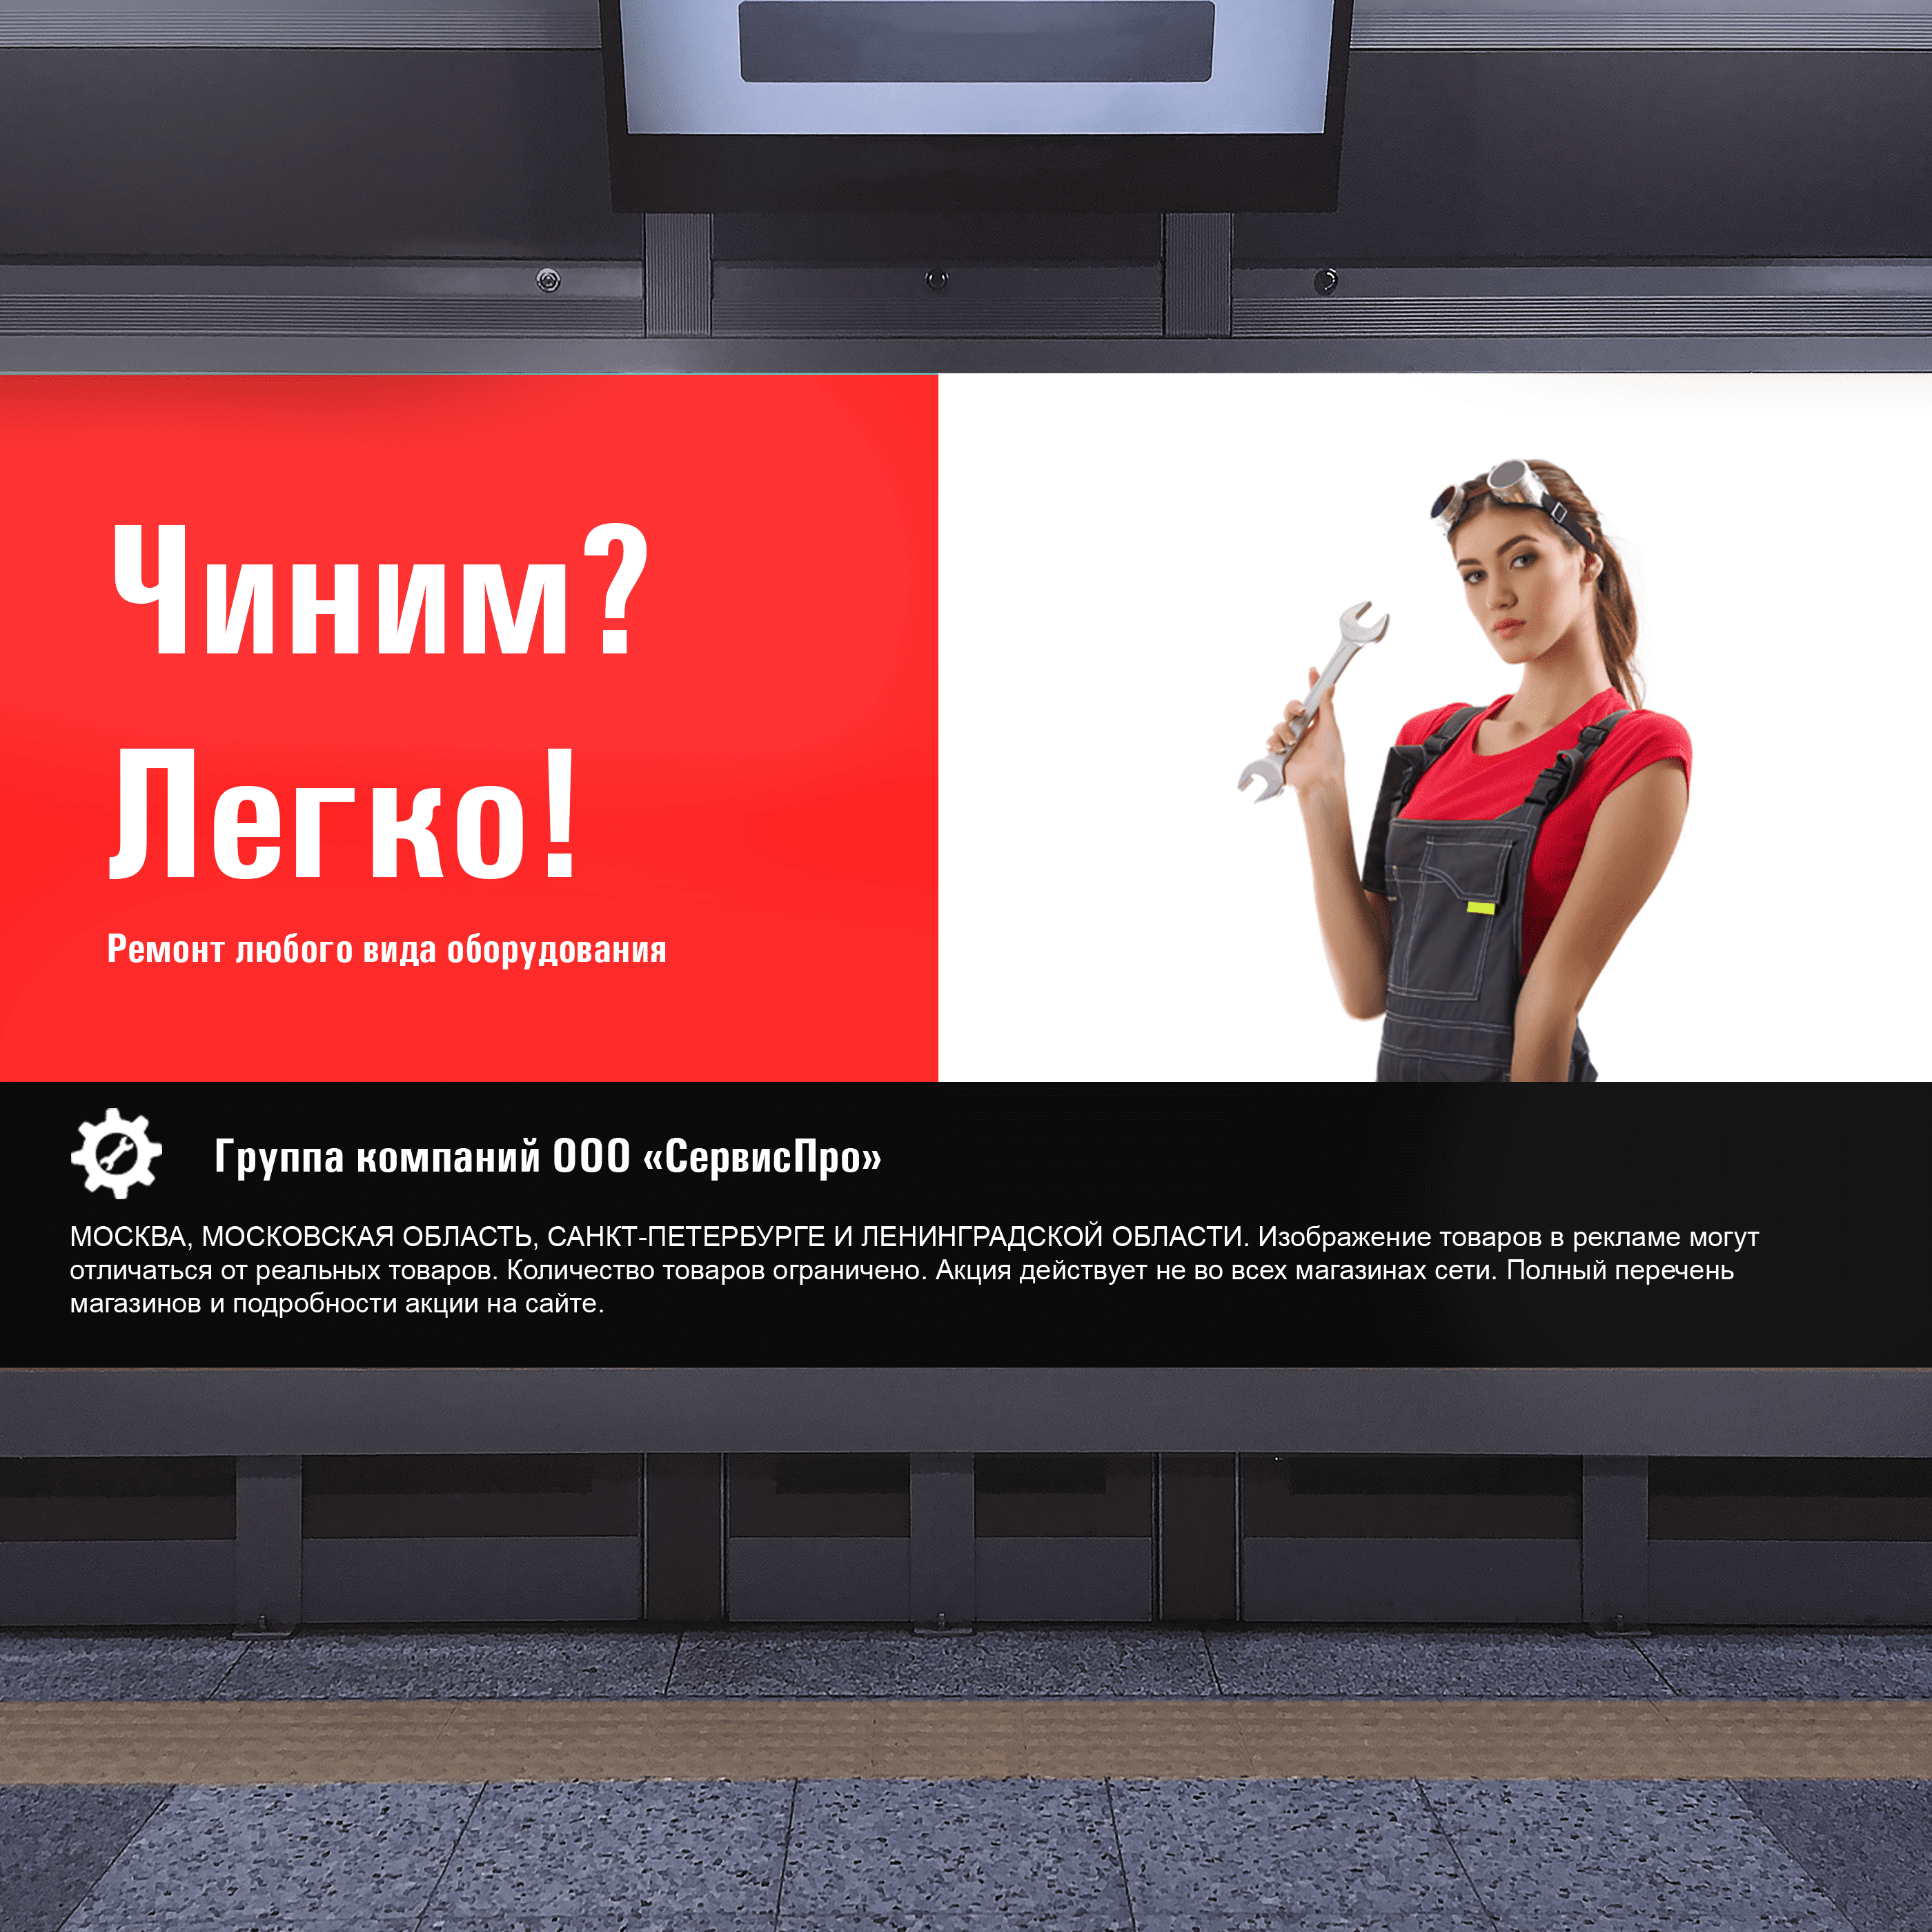 Чиним?
Легко!
Ремонт любого вида оборудования
Группа компаний ООО «СервисПро»
МОСКВА, МОСКОВСКАЯ ОБЛАСТЬ, САНКТ-ПЕТЕРБУРГЕ И ЛЕНИНГРАДСКОЙ ОБЛАСТИ. Изображение товаров в рекламе могут
отличаться от реальных товаров. Количество товаров ограничено. Акция действует не во всех магазинах сети. Полный перечень
магазинов и подробности акции на сайте.